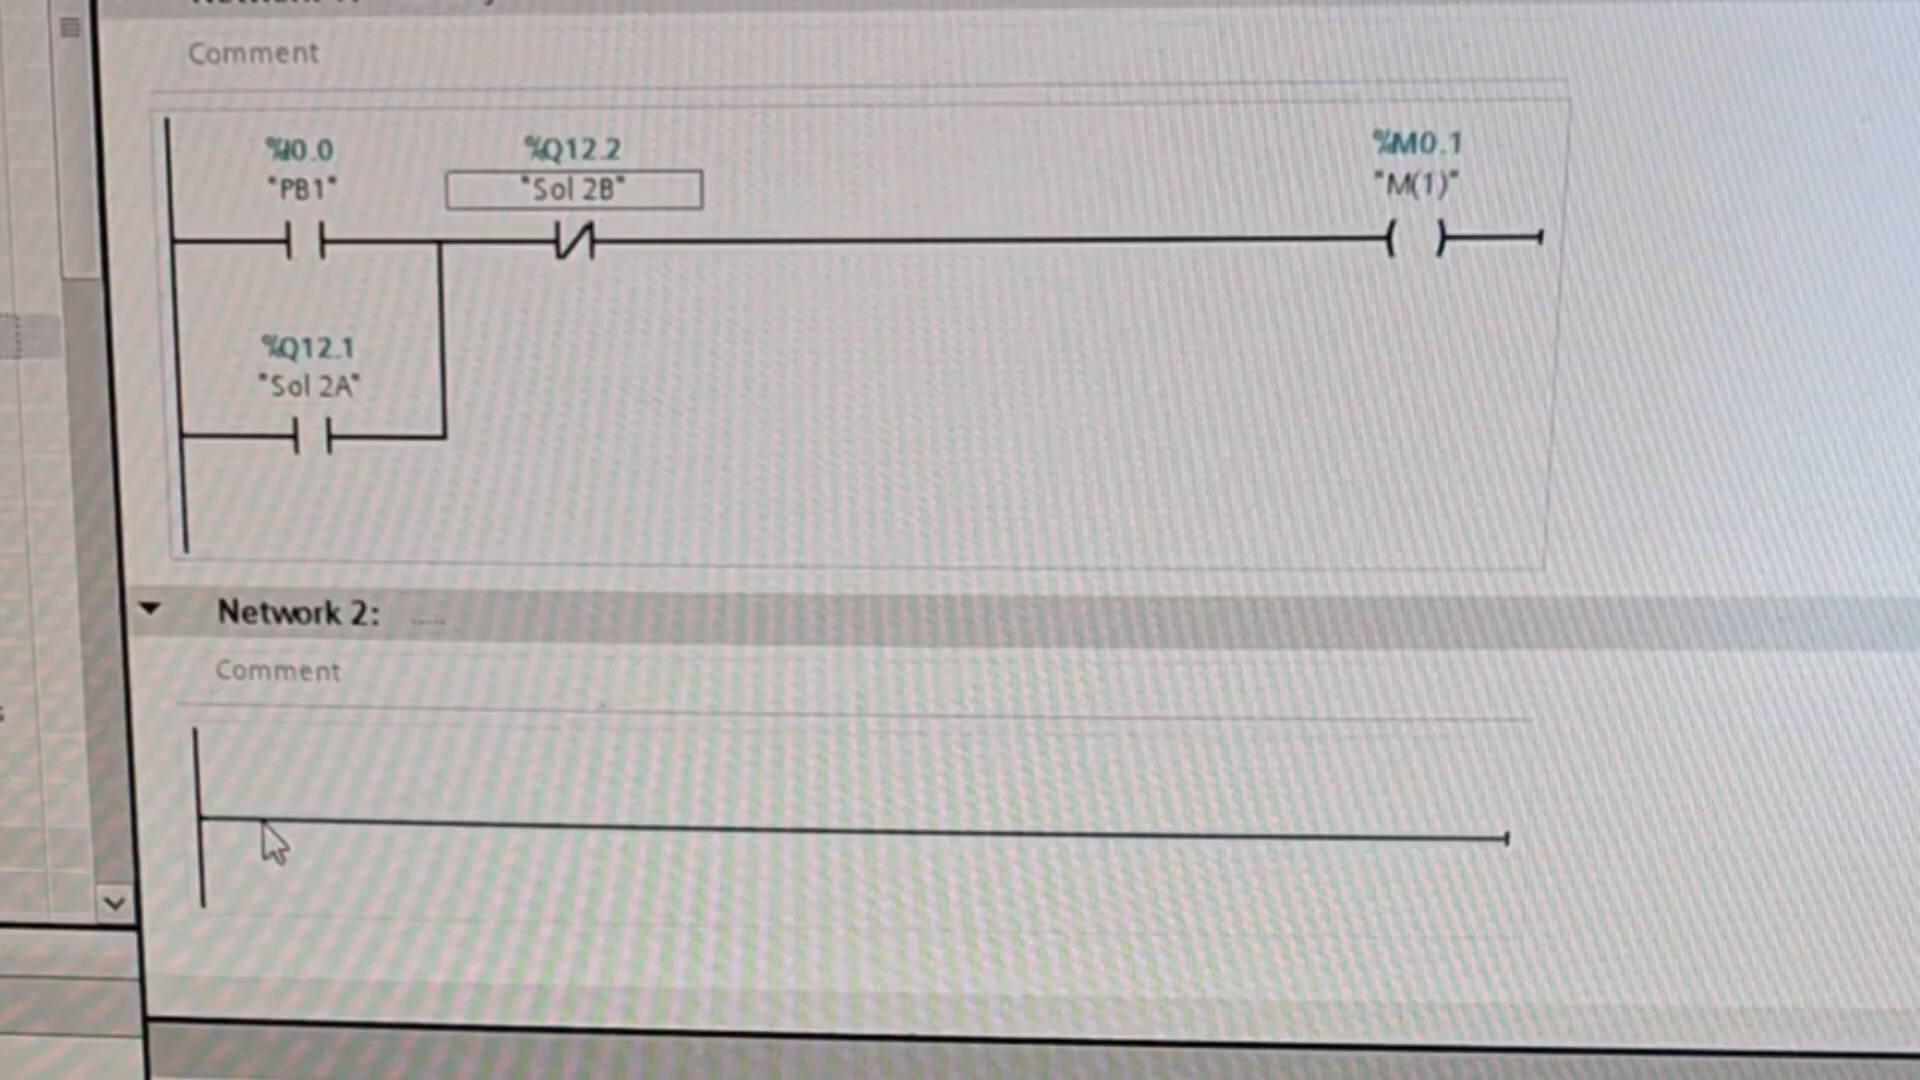 Comment
%I0.0
"PB1"
%Q12.2
"Sol 2B"
%M0.1
"M(1)"
%Q12.1
"Sol 2A"
Network 2: .....
Comment